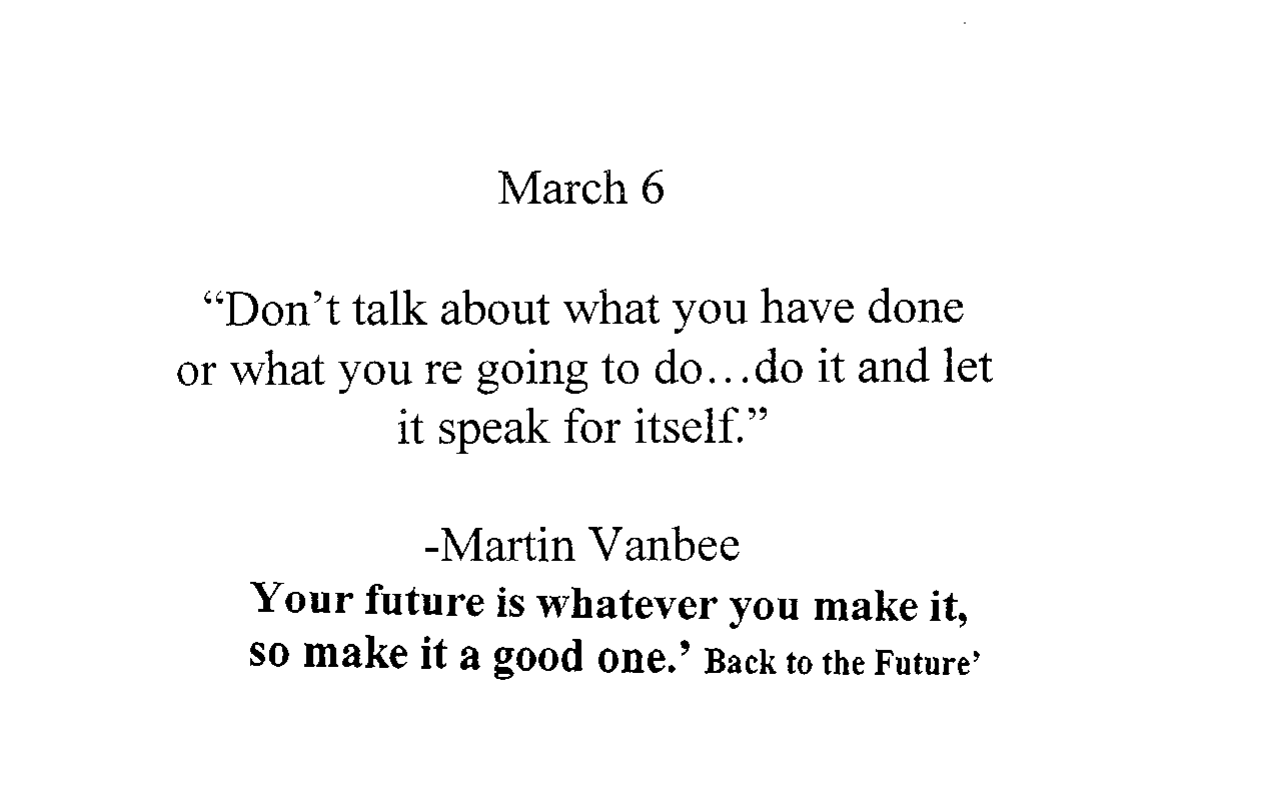 March 6
“Don’t talk about what you have done
or what you re going to do…do it and let
it speak for itself.”
-Martin Vanbee
Your future is whatever you make it,
so make it a good one.’ Back to the Future’